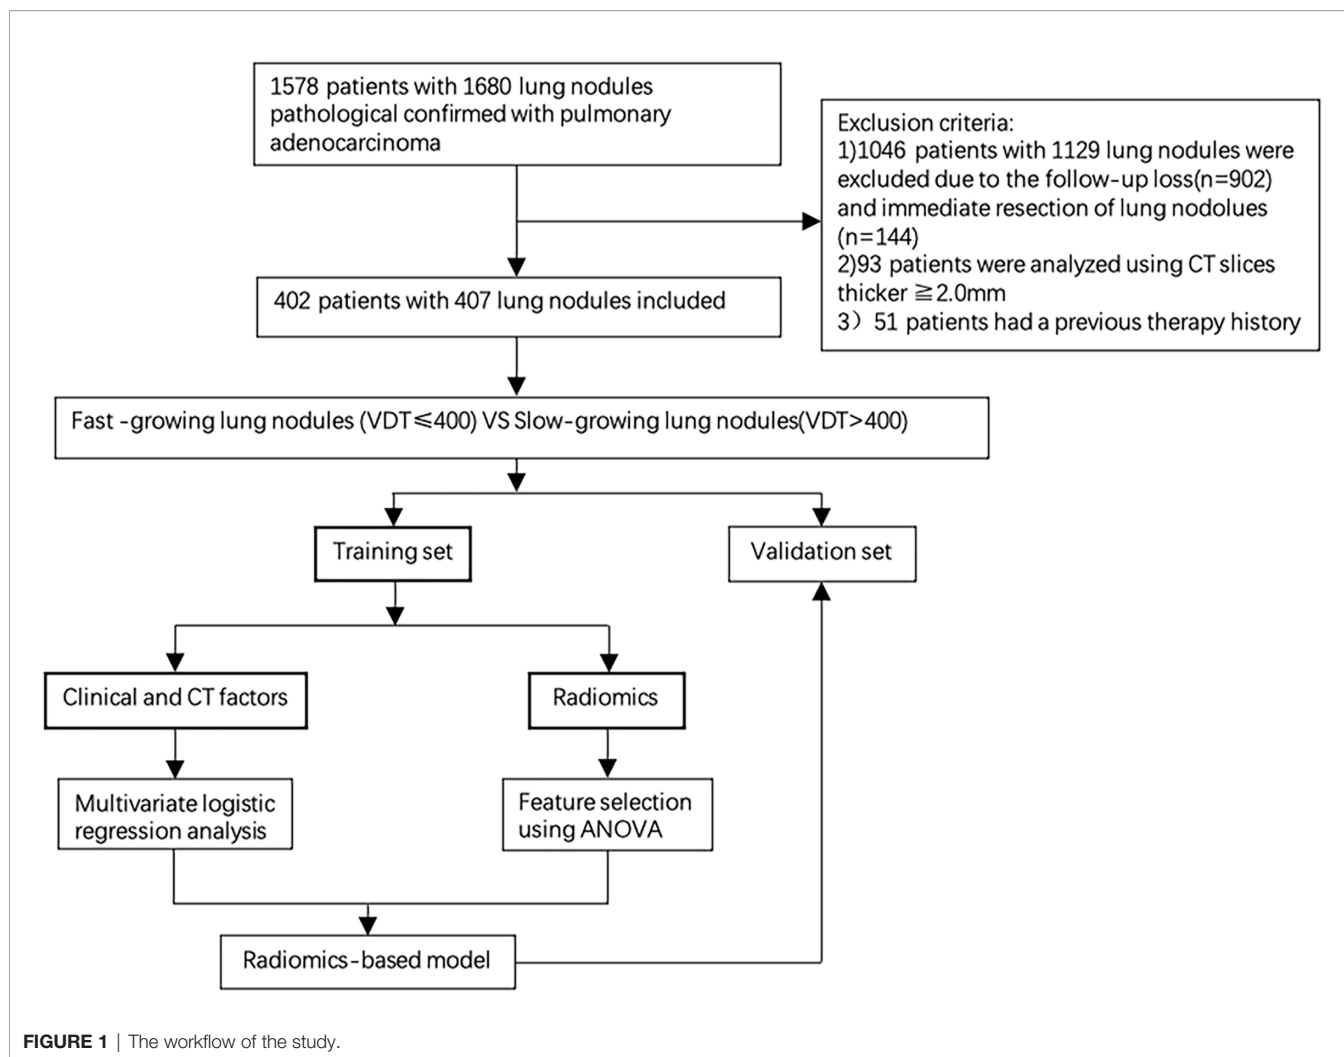 1578 patients with 1680 lung nodules
pathological confirmed with pulmonary
adenocarcinoma
Exclusion criteria:
1)1046 patients with 1129 lung nodules were
excluded due to the follow-up loss(n=902)
and immediate resection of lung nodolues
(n=144)
2)93 patients were analyzed using CT slices
thicker ≧2.0mm
3）51 patients had a previous therapy history
402 patients with 407 lung nodules included
Fast -growing lung nodules (VDT≤400) VS Slow-growing lung nodules(VDT>400)
Training set
Validation set
Clinical and CT factors
Radiomics
Multivariate logistic
regression analysis
Feature selection
using ANOVA
Radiomics-based model
FIGURE 1 | The workflow of the study.